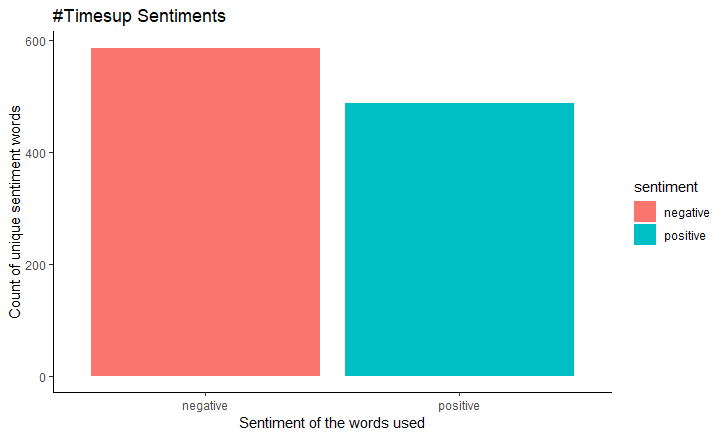 #Timesup Sentiments
Count of unique sentiment words
600
400
200
0
negative
positive
Sentiment of the words used
sentiment
negative
positive